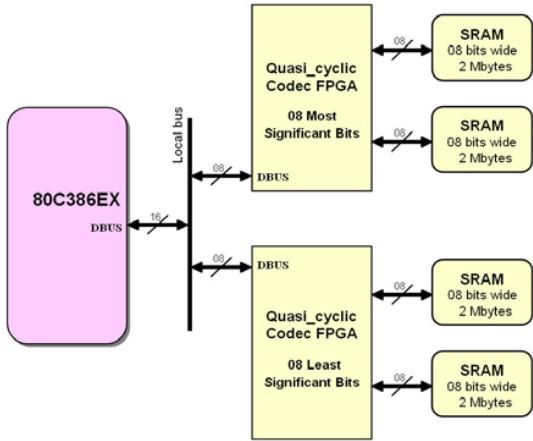 80C386EX
DBUS
16
Local bus
08
08
Quasi_cyclic
Codec FPGA
08 Most
Significant Bits
DBUS
08
08
SRAM
08 bits wide
2 Mbytes
SRAM
08 bits wide
2 Mbytes
DBUS
Quasi_cyclic
Codec FPGA
08 Least
Significant Bits
08
08
SRAM
08 bits wide
2 Mbytes
SRAM
08 bits wide
2 Mbytes